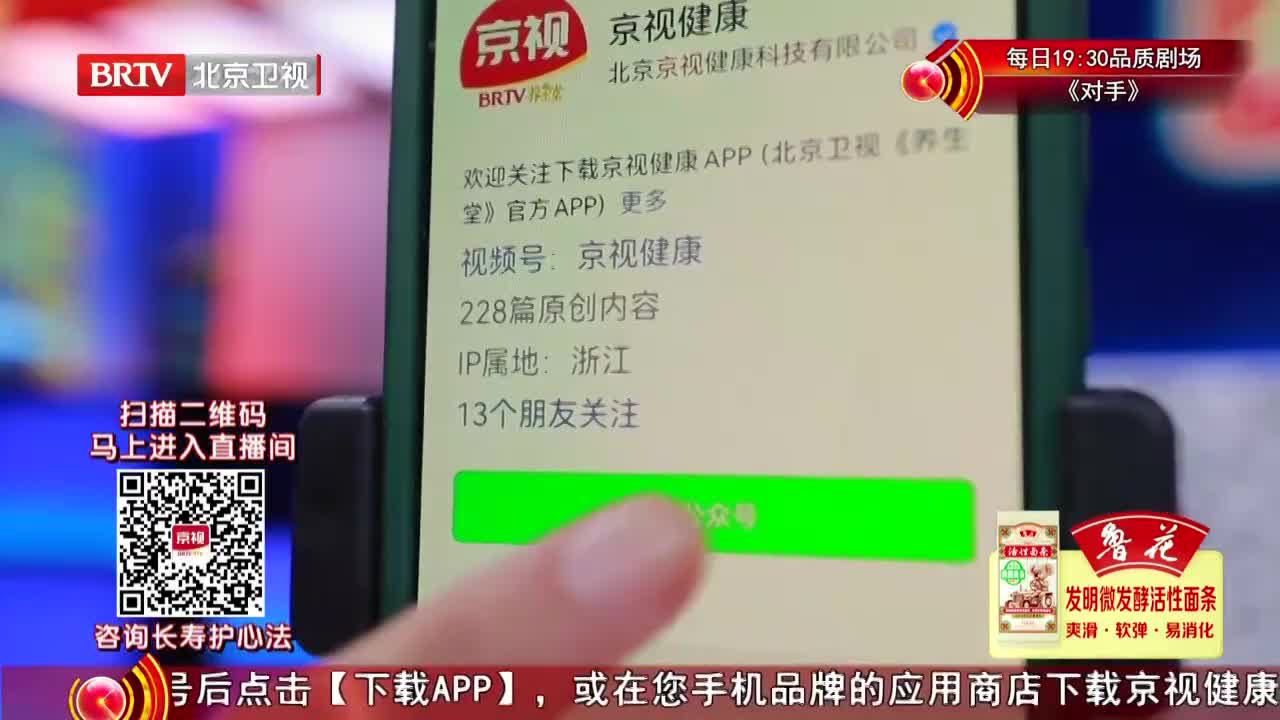 BRTV 北京卫视
京视
BRTV 养生堂
京视健康
北京京视健康科技有限公司
每日19:30品质剧场
《对手》
欢迎关注下载京视健康APP (北京卫视《养生
堂》官方APP) 更多
视频号: 京视健康
228篇原创内容
IP属地: 浙江
13个朋友关注
公众号
扫描二维码
马上进入直播间
京视
咨询长寿护心法
鲁花
活性面条
发明微发酵活性面条
爽滑·软弹·易消化
号后点击【下载APP】，或在您手机品牌的应用商店下载京视健康